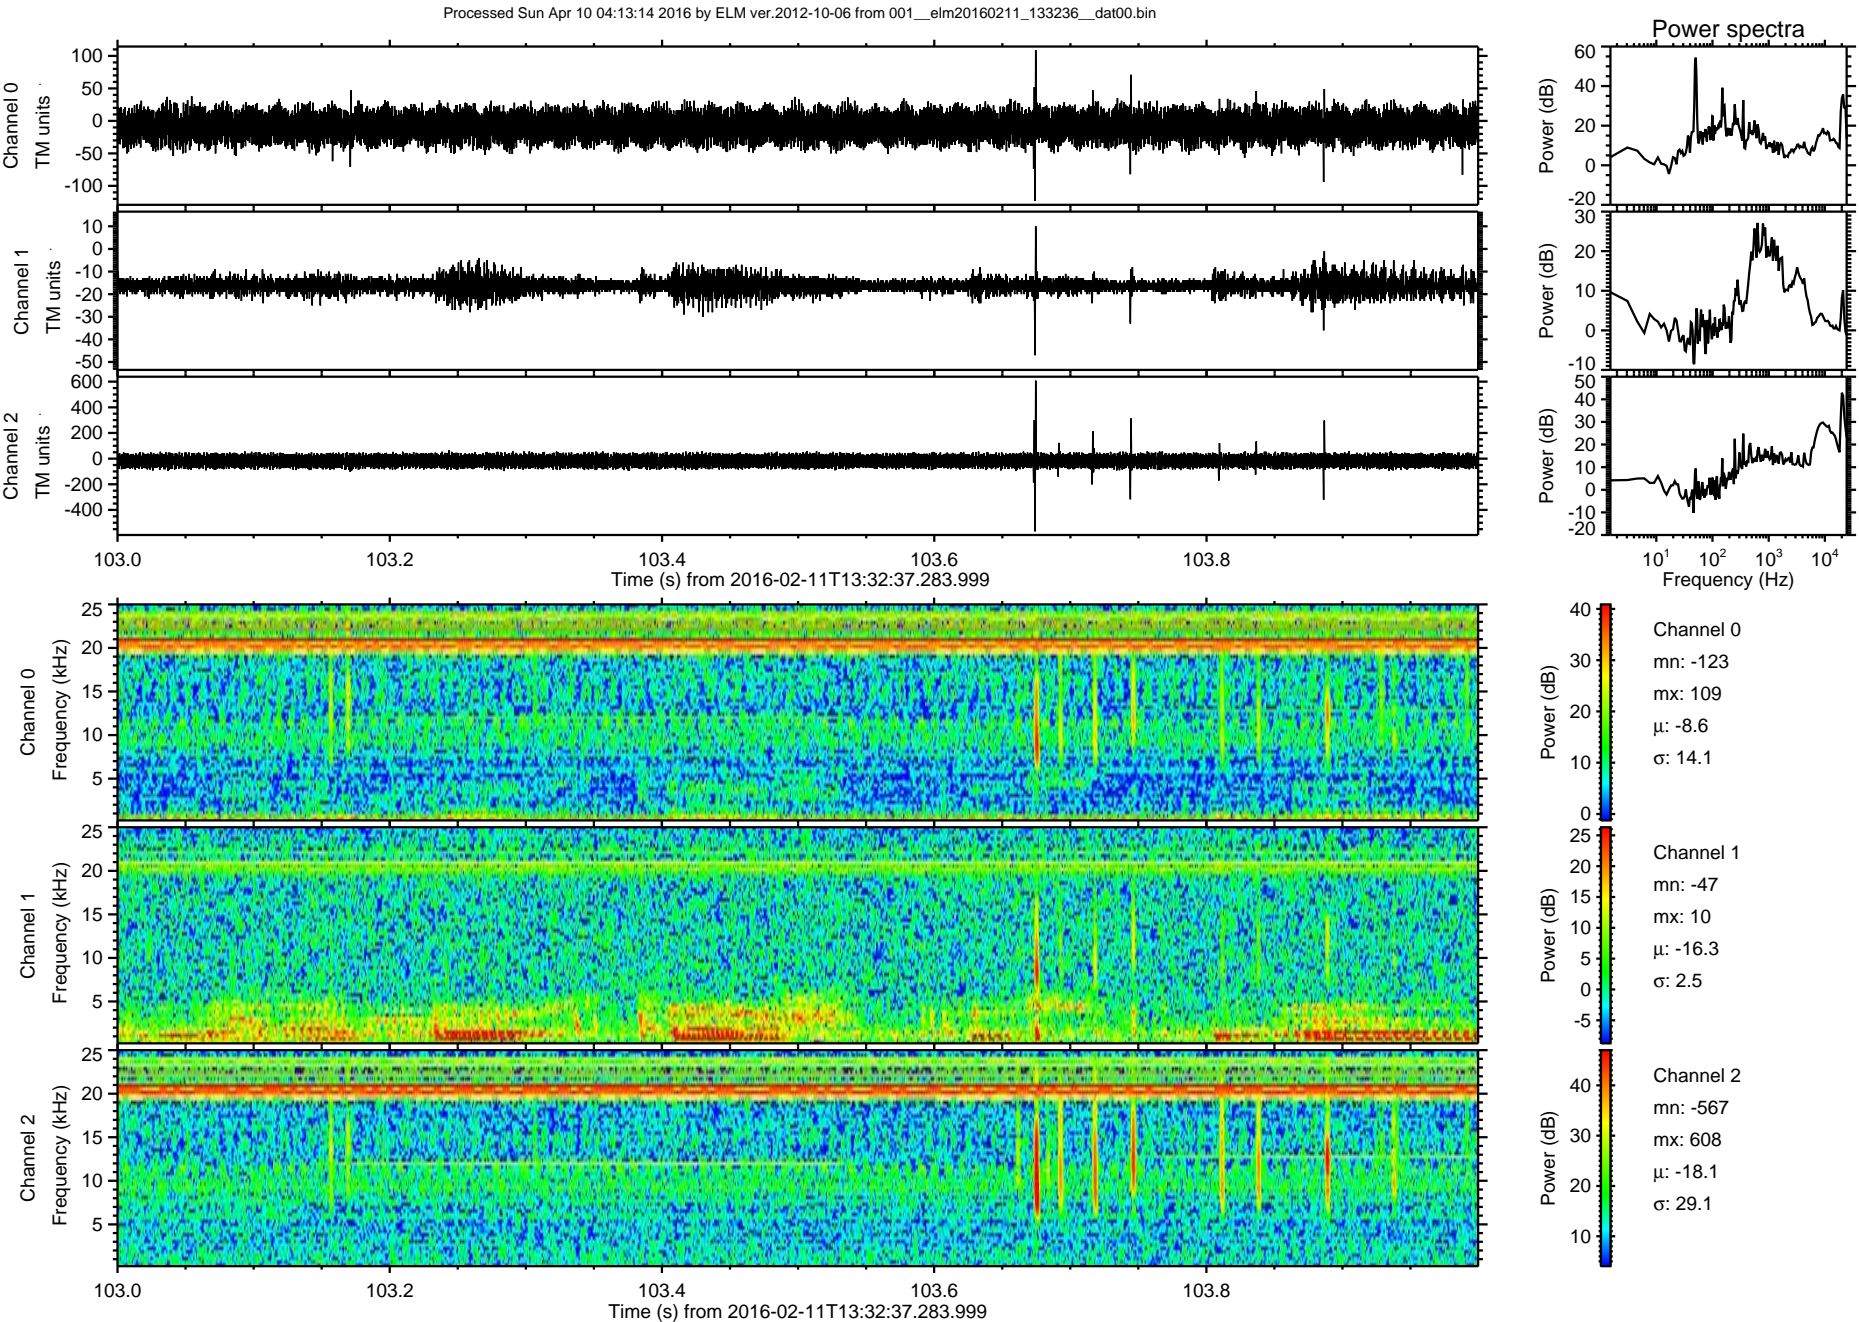 Processed Sun Apr 10 04:13:14 2016 by ELM ver.2012-10-06 from 001__elm20160211_133236__dat00.bin
Power spectra
Channel 0
TM units
100
50
0
-50
-100
Power (dB)
60
40
20
0
-20
Channel 1
TM units
10
0
-10
-20
-30
-40
-50
Power (dB)
30
20
10
0
-10
Channel 2
TM units
600
400
200
0
-200
-400
Power (dB)
50
40
30
20
10
0
-10
-20
103.0 103.2 103.4 103.6 103.8
Time (s) from 2016-02-11T13:32:37.283.999
10¹ 10² 10³ 10⁴
Frequency (Hz)
Channel 0
Frequency (kHz)
25
20
15
10
5
Power (dB)
40
30
20
10
0
Channel 0
mn: -123
mx: 109
µ: -8.6
σ: 14.1
Channel 1
Frequency (kHz)
25
20
15
10
5
Power (dB)
25
20
15
10
5
0
-5
Channel 1
mn: -47
mx: 10
µ: -16.3
σ: 2.5
Channel 2
Frequency (kHz)
25
20
15
10
5
Power (dB)
40
30
20
10
Channel 2
mn: -567
mx: 608
µ: -18.1
σ: 29.1
103.0 103.2 103.4 103.6 103.8
Time (s) from 2016-02-11T13:32:37.283.999